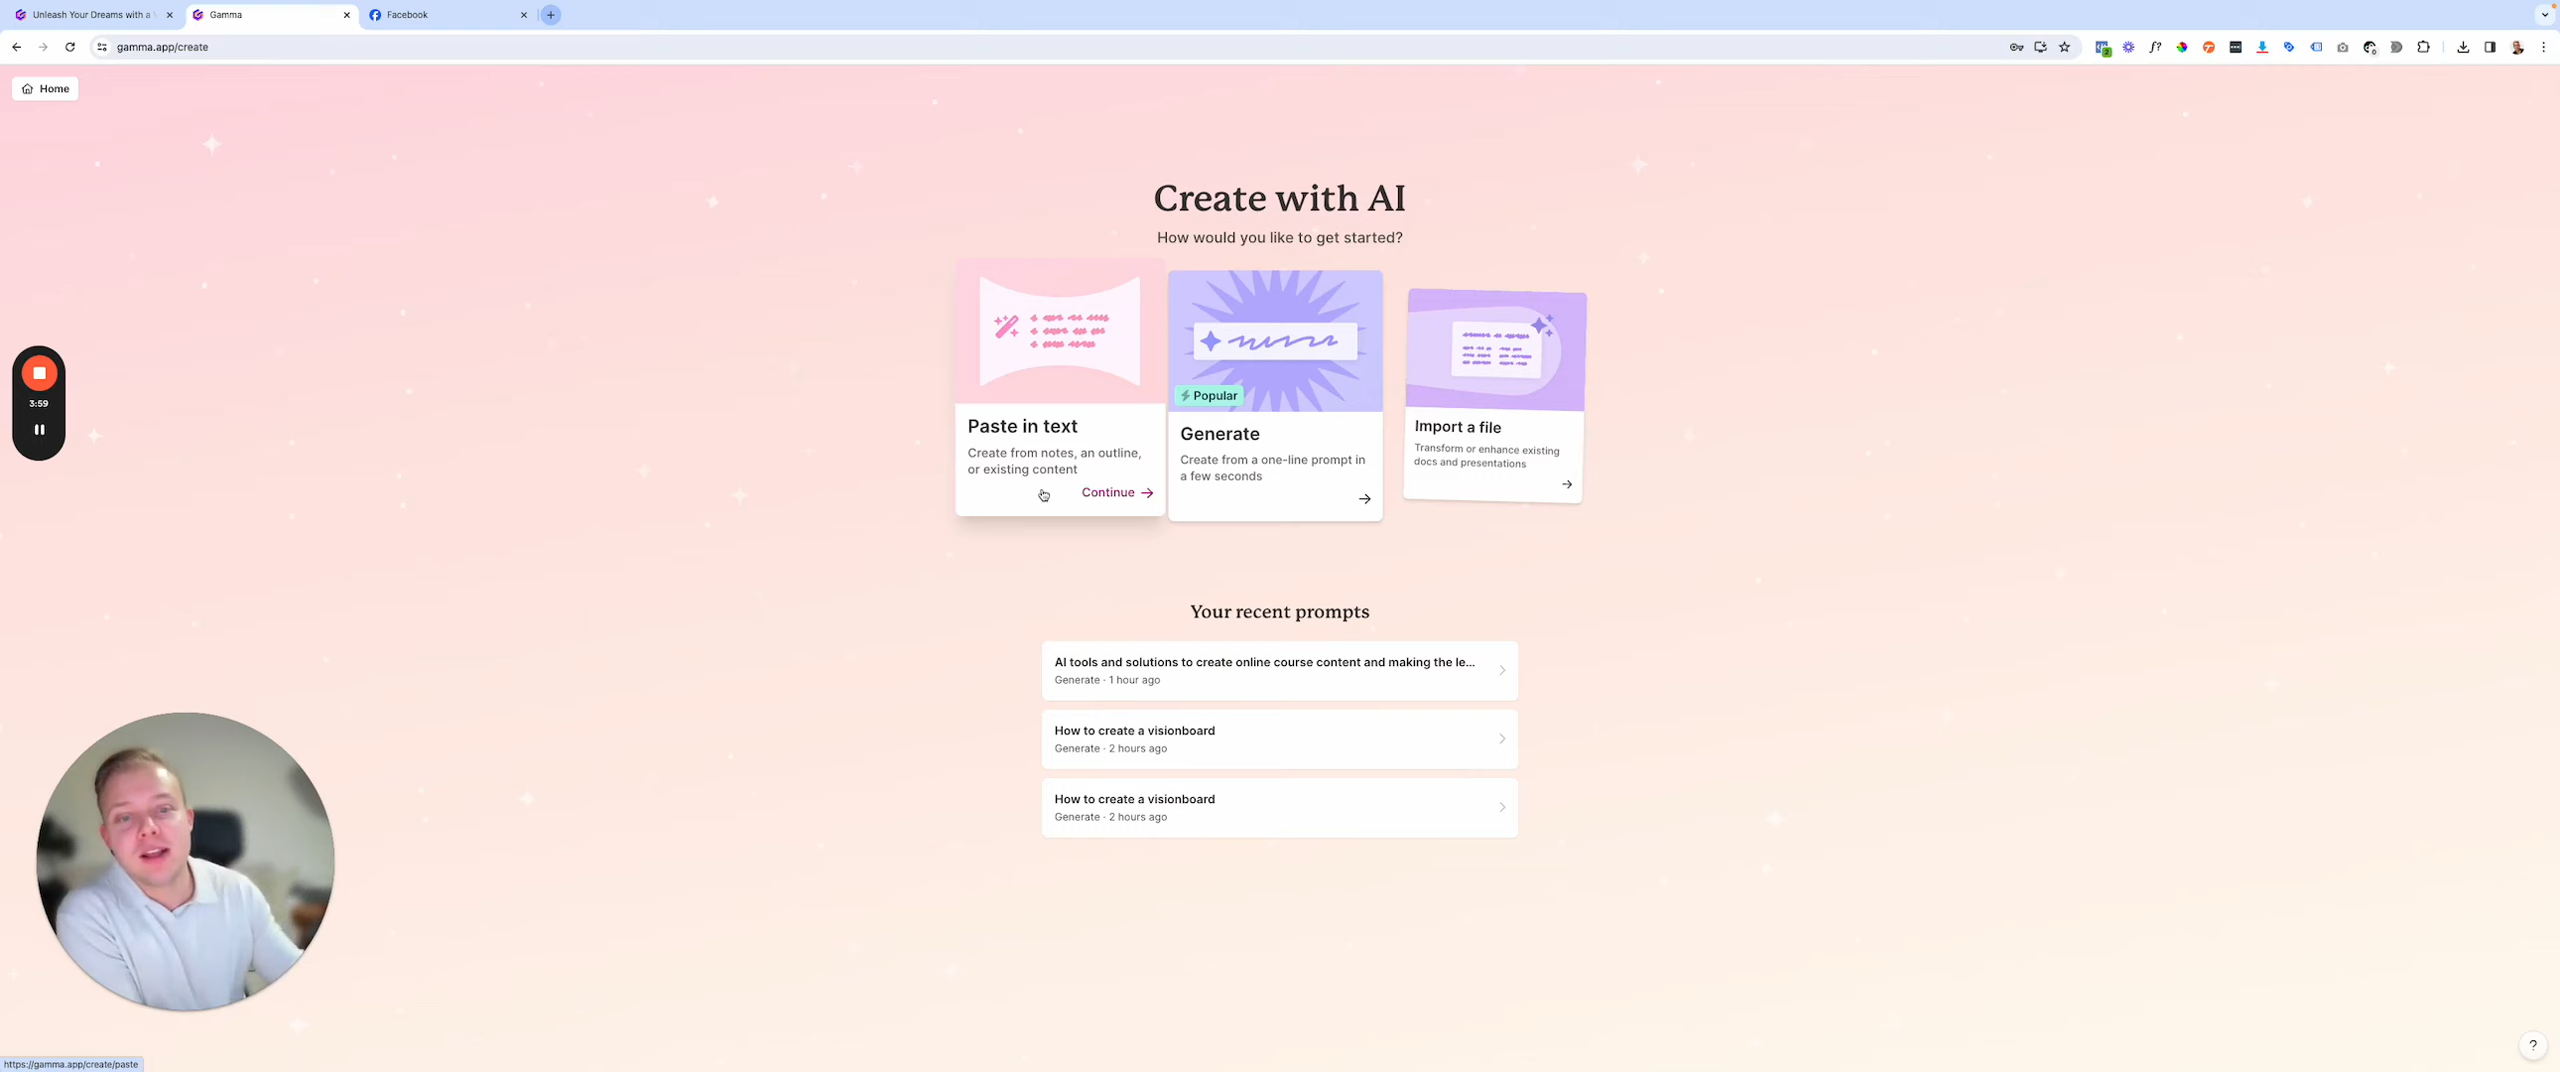 Unleash Your Dreams with a
Gamma
Facebook
gamma.app/create
Home
Create with AI
How would you like to get started?
Paste in text
Create from notes, an outline,
or existing content
Continue
Popular
Generate
Create from a one-line prompt in
a few seconds
Import a file
Transform or enhance existing
docs and presentations
3:59
Your recent prompts
AI tools and solutions to create online course content and making the le...
Generate · 1 hour ago
How to create a visionboard
Generate · 2 hours ago
How to create a visionboard
Generate · 2 hours ago
https://gamma.app/create/paste
?